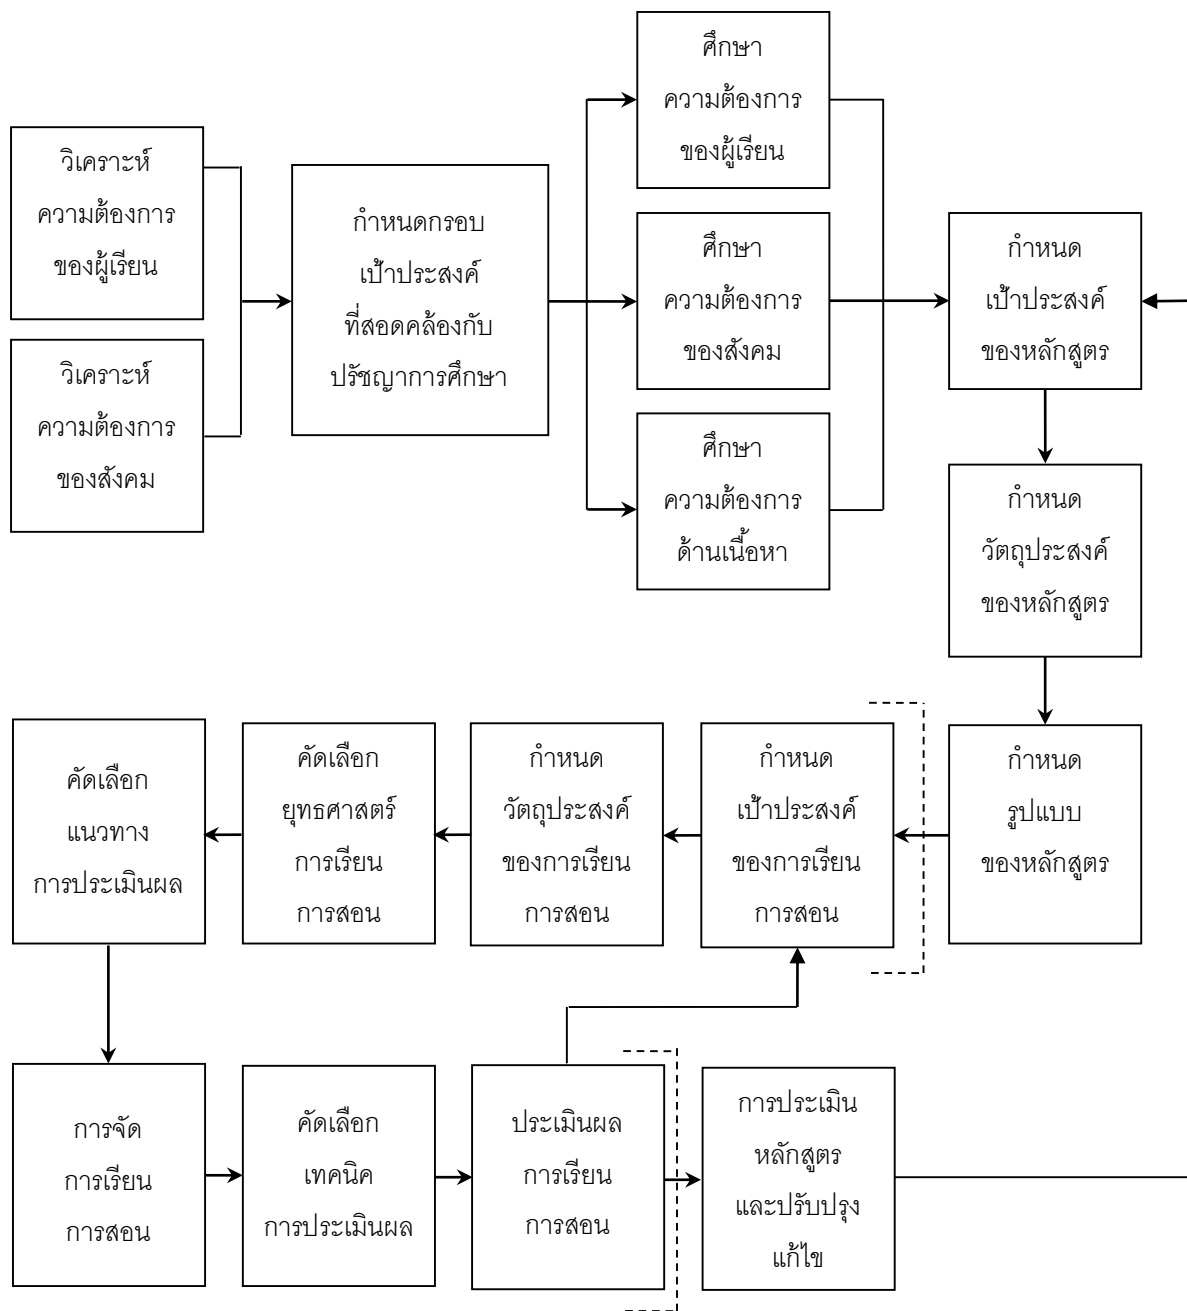 วิเคราะห์
ความต้องการ
ของผู้เรียน
วิเคราะห์
ความต้องการ
ของสังคม
กำหนดกรอบ
เป้าประสงค์
ที่สอดคล้องกับ
ปรัชญาการศึกษา
ศึกษา
ความต้องการ
ของผู้เรียน
ศึกษา
ความต้องการ
ของสังคม
ศึกษา
ความต้องการ
ด้านเนื้อหา
กำหนด
เป้าประสงค์
ของหลักสูตร
กำหนด
วัตถุประสงค์
ของหลักสูตร
กำหนด
รูปแบบ
ของหลักสูตร
กำหนด
เป้าประสงค์
ของการเรียน
การสอน
กำหนด
วัตถุประสงค์
ของการเรียน
การสอน
คัดเลือก
ยุทธศาสตร์
การเรียน
การสอน
คัดเลือก
แนวทาง
การประเมินผล
การจัด
การเรียน
การสอน
คัดเลือก
เทคนิค
การประเมินผล
ประเมินผล
การเรียน
การสอน
การประเมิน
หลักสูตร
และปรับปรุง
แก้ไข